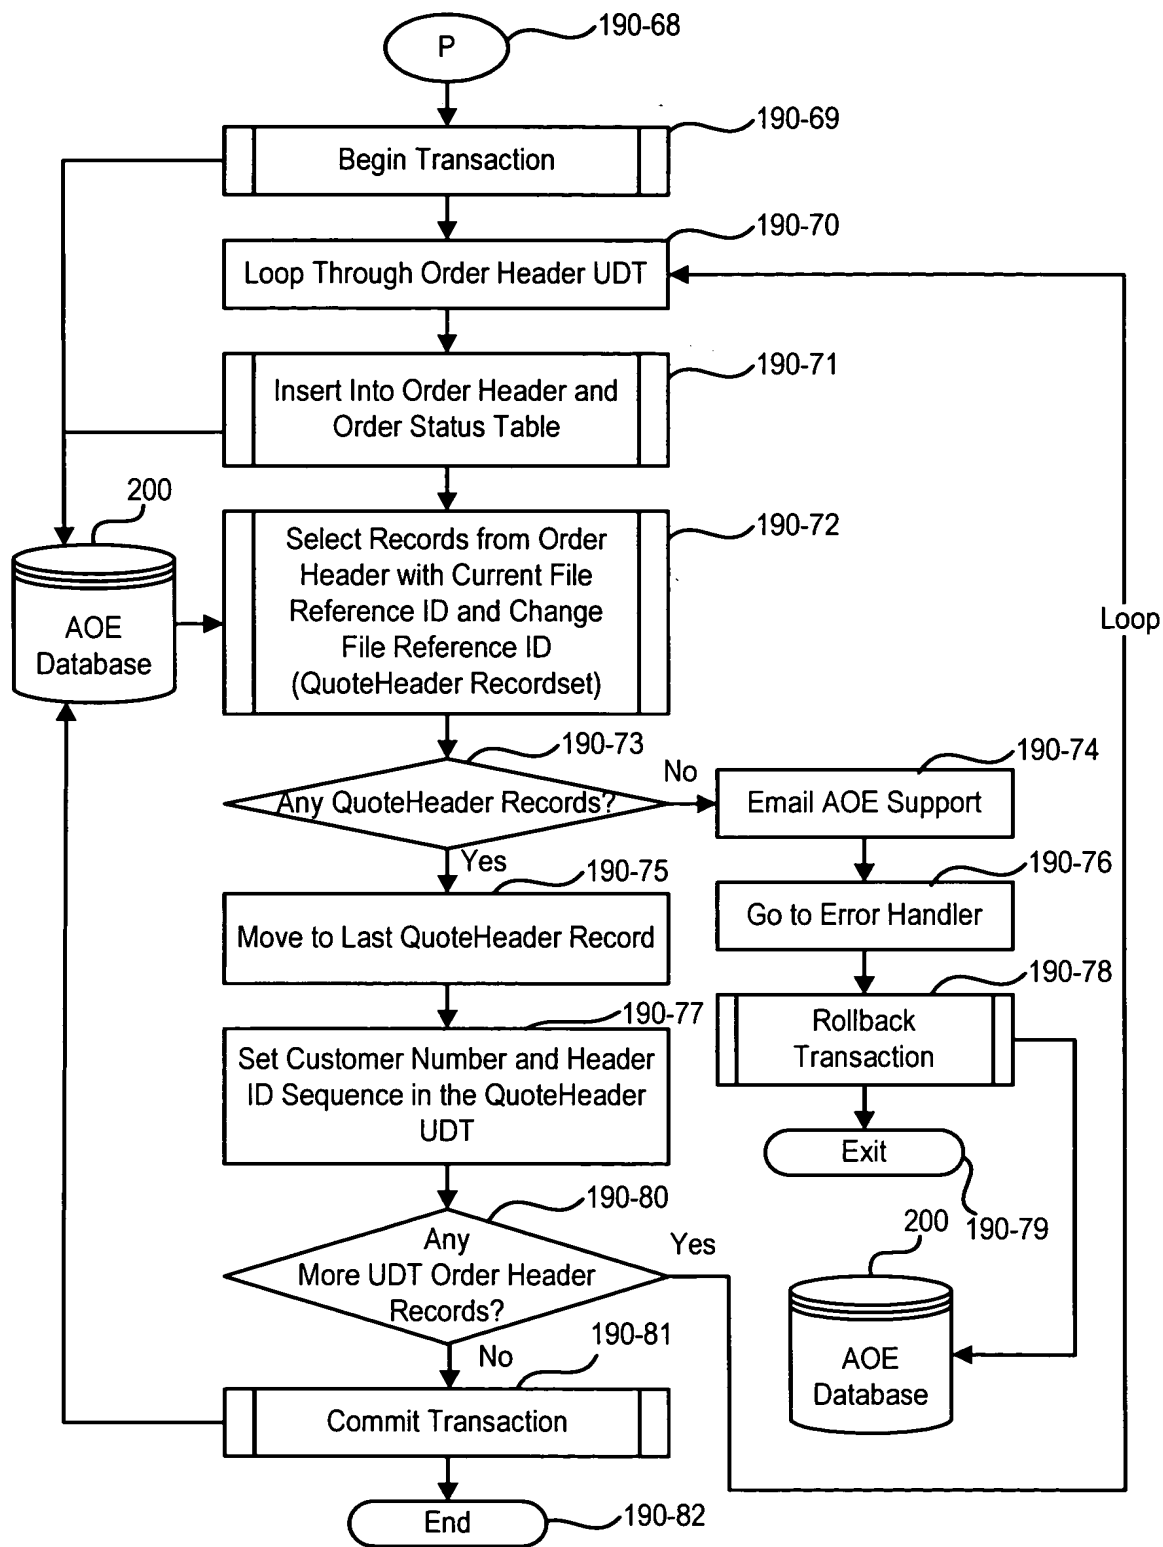 P
190-68
190-69
Begin Transaction
190-70
Loop Through Order Header UDT
190-71
Insert Into Order Header and
Order Status Table
200
AOE
Database
190-72
Select Records from Order
Header with Current File
Reference ID and Change
File Reference ID
(QuoteHeader Recordset)
Loop
190-73
Any QuoteHeader Records?
No
190-74
Email AOE Support
Yes
190-75
Move to Last QuoteHeader Record
190-76
Go to Error Handler
190-77
Set Customer Number and Header
ID Sequence in the QuoteHeader
UDT
190-78
Rollback
Transaction
Exit
190-79
190-80
Any
More UDT Order Header
Records?
Yes
200
AOE
Database
No
190-81
Commit Transaction
End
190-82